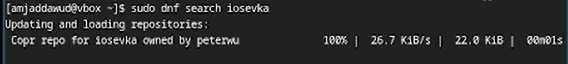 [amjaddawud@vbox ~]$ sudo dnf search iosevka
Updating and loading repositories:
Copr repo for iosevka owned by peterwu 100% | 26.7 KiB/s | 22.0 KiB | 00m01s